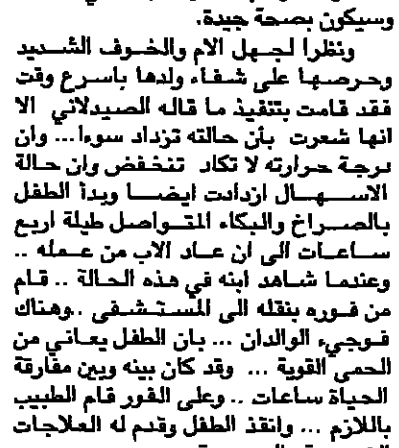 وسيكون بصحة جيدة.
ونظرا لجهل الام والخوف الشديد
وحرصها على شفاء ولدها باسرع وقت
فقد قامت بتنفيذ ما قاله الصيدلاني الا
انها شعرت بأن حالته تزداد سوءا... وان
درجة حرارته لا تكاد تنخفض وان حالة
الاسهال ازدادت ايضا وبدأ الطفل
بالصراخ والبكاء المتواصل طيلة اربع
ساعات الى ان عاد الاب من عمله ..
وعندما شاهد ابنه في هذه الحالة .. قام
من فوره بنقله الى المستشفى ..وهناك
فوجيء الوالدان ... بان الطفل يعاني من
الحمى القوية ... وقد كان بينه وبين مفارقة
الحياة ساعات .. وعلى الفور قام الطبيب
باللازم ... وانقذ الطفل وقدم له العلاجات